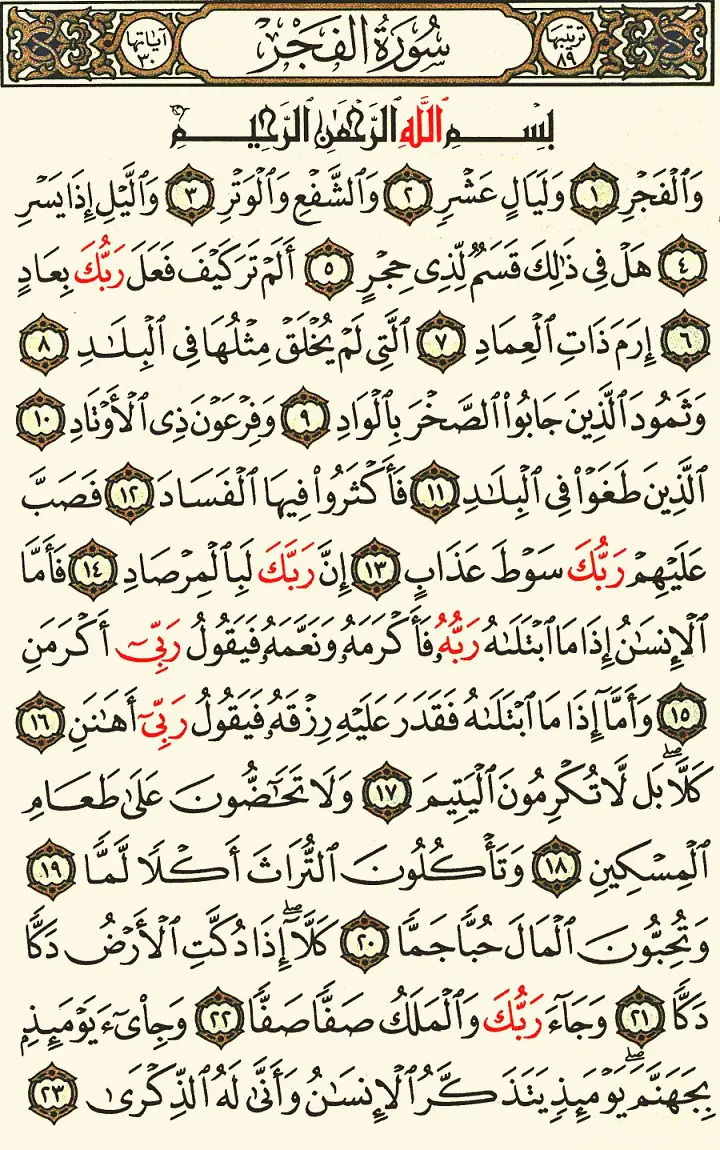 ترتيبها ٨٩ سُورَةُ الفَجْرِ آياتها ٣٠
بِسْمِ اللَّهِ الرَّحْمَٰنِ الرَّحِيمِ
وَٱلْفَجْرِ ١ وَلَيَالٍ عَشْرٍ ٢ وَٱلشَّفْعِ وَٱلْوَتْرِ ٣ وَٱلَّيْلِ إِذَا يَسْرِ
٤ هَلْ فِى ذَٰلِكَ قَسَمٌ لِّذِى حِجْرٍ ٥ أَلَمْ تَرَ كَيْفَ فَعَلَ رَبُّكَ بِعَادٍ
٦ إِرَمَ ذَاتِ ٱلْعِمَادِ ٧ ٱلَّتِى لَمْ يُخْلَقْ مِثْلُهَا فِى ٱلْبِلَٰدِ ٨
وَثَمُودَ ٱلَّذِينَ جَابُوا۟ ٱلصَّخْرَ بِٱلْوَادِ ٩ وَفِرْعَوْنَ ذِى ٱلْأَوْتَادِ ١٠
ٱلَّذِينَ طَغَوْا۟ فِى ٱلْبِلَٰدِ ١١ فَأَكْثَرُوا۟ فِيهَا ٱلْفَسَادَ ١٢ فَصَبَّ
عَلَيْهِمْ رَبُّكَ سَوْطَ عَذَابٍ ١٣ إِنَّ رَبَّكَ لَبِٱلْمِرْصَادِ ١٤ فَأَمَّا
ٱلْإِنسَٰنُ إِذَا مَا ٱبْتَلَىٰهُ رَبُّهُۥ فَأَكْرَمَهُۥ وَنَعَّمَهُۥ فَيَقُولُ رَبِّىٓ أَكْرَمَنِ
١٥ وَأَمَّآ إِذَا مَا ٱبْتَلَىٰهُ فَقَدَرَ عَلَيْهِ رِزْقَهُۥ فَيَقُولُ رَبِّىٓ أَهَٰنَنِ ١٦
كَلَّا ۖ بَل لَّا تُكْرِمُونَ ٱلْيَتِيمَ ١٧ وَلَا تَحَٰٓضُّونَ عَلَىٰ طَعَامِ
ٱلْمِسْكِينِ ١٨ وَتَأْكُلُونَ ٱلتُّرَاثَ أَكْلًا لَّمًّا ١٩
وَتُحِبُّونَ ٱلْمَالَ حُبًّا جَمًّا ٢٠ كَلَّآ ۖ إِذَا دُكَّتِ ٱلْأَرْضُ دَكًّا
دَكًّا ٢١ وَجَآءَ رَبُّكَ وَٱلْمَلَكُ صَفًّا صَفًّا ٢٢ وَجِا۟ىٓءَ يَوْمَئِذٍۭ
بِجَهَنَّمَ ۚ يَوْمَئِذٍ يَتَذَكَّرُ ٱلْإِنسَٰنُ وَأَنَّىٰ لَهُ ٱلذِّكْرَىٰ ٢٣